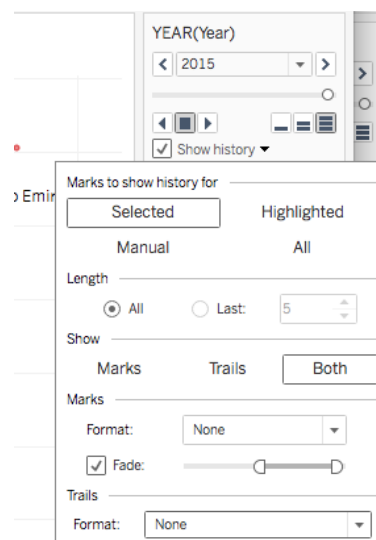 YEAR(Year)
2015
Show history
Marks to show history for
Selected Highlighted
Manual All
Length
All Last: 5
Show
Marks Trails Both
Marks
Format: None
Fade:
Trails
Format: None